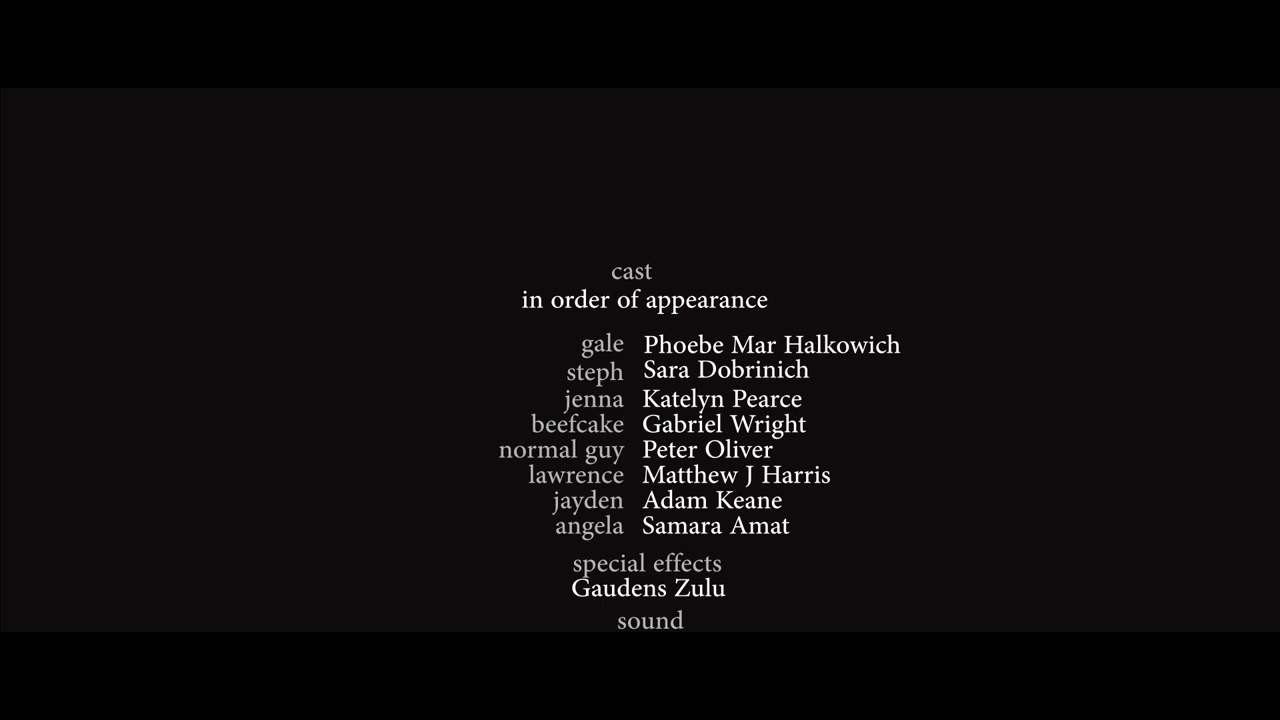 cast
in order of appearance
gale Phoebe Mar Halkowich
steph Sara Dobrinich
jenna Katelyn Pearce
beefcake Gabriel Wright
normal guy Peter Oliver
lawrence Matthew J Harris
jayden Adam Keane
angela Samara Amat
special effects
Gaudens Zulu
sound